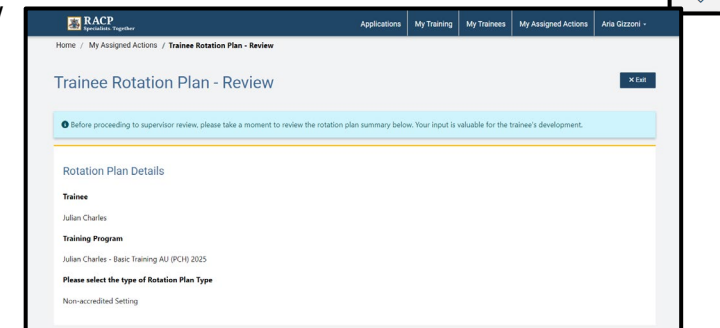 RACP
Specialists. Together
Applications
My Training
My Trainees
My Assigned Actions
Aria Gizzoni
Home / My Assigned Actions / Trainee Rotation Plan - Review
Trainee Rotation Plan - Review
× Exit
Before proceeding to supervisor review, please take a moment to review the rotation plan summary below. Your input is valuable for the trainee's development.
Rotation Plan Details
Trainee
Julian Charles
Training Program
Julian Charles - Basic Training AU (PCH) 2025
Please select the type of Rotation Plan Type
Non-accredited Setting